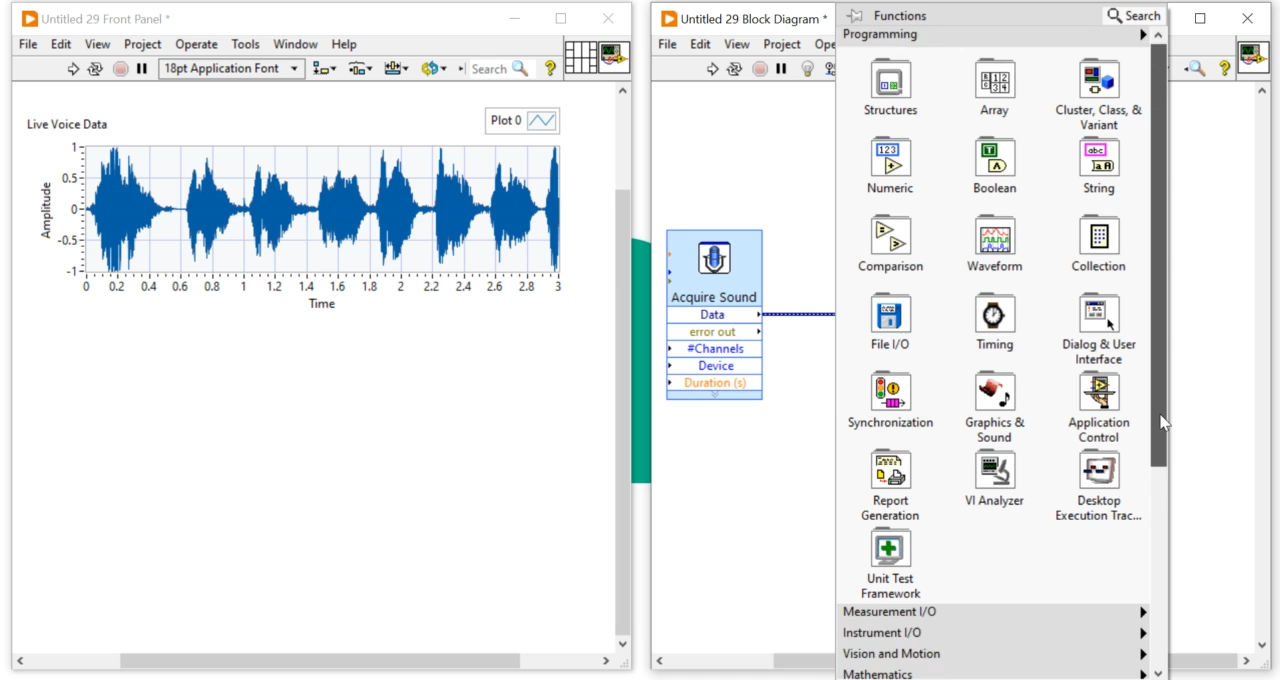 Untitled 29 Front Panel *
File Edit View Project Operate Tools Window Help
18pt Application Font
Search
Live Voice Data
Plot 0
Amplitude
1
0.5
0
-0.5
-1
0 0.2 0.4 0.6 0.8 1 1.2 1.4 1.6 1.8 2 2.2 2.4 2.6 2.8 3
Time
Untitled 29 Block Diagram *
File Edit View Project Ope
Acquire Sound
Data
error out
#Channels
Device
Duration (s)
Functions
Search
Programming
Structures
Array
Cluster, Class, &
Variant
Numeric
Boolean
String
Comparison
Waveform
Collection
File I/O
Timing
Dialog & User
Interface
Synchronization
Graphics &
Sound
Application
Control
Report
Generation
VI Analyzer
Desktop
Execution Trac...
Unit Test
Framework
Measurement I/O
Instrument I/O
Vision and Motion
Mathematics